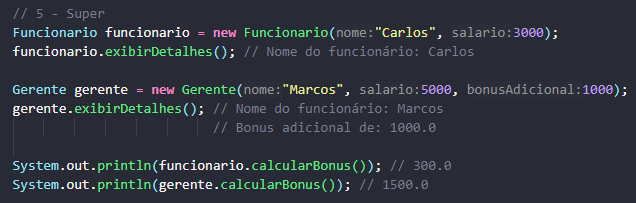 // 5 - Super
Funcionario funcionario = new Funcionario(nome:"Carlos", salario:3000);
funcionario.exibirDetalhes(); // Nome do funcionário: Carlos
Gerente gerente = new Gerente(nome:"Marcos", salario:5000, bonusAdicional:1000);
gerente.exibirDetalhes(); // Nome do funcionário: Marcos
// Bonus adicional de: 1000.0
System.out.println(funcionario.calcularBonus()); // 300.0
System.out.println(gerente.calcularBonus()); // 1500.0